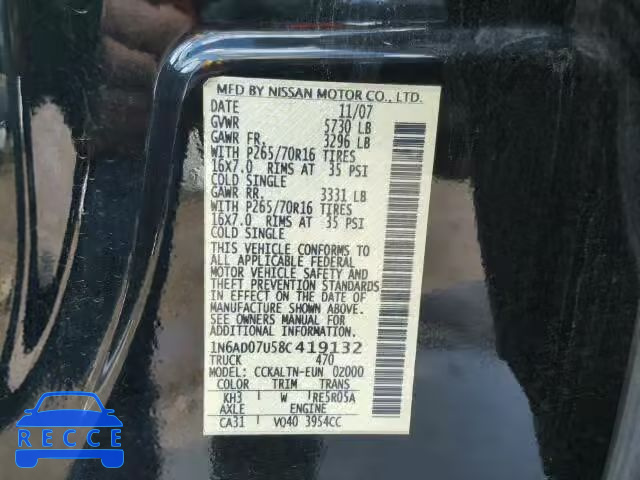 MFD BY NISSAN MOTOR CO., LTD.
DATE 11/07
GVWR 5730 LB
GAWR FR. 3296 LB
WITH P265/70R16 TIRES
16X7.0 RIMS AT 35 PSI
COLD SINGLE
GAWR RR. 3331 LB
WITH P265/70R16 TIRES
16X7.0 RIMS AT 35 PSI
COLD SINGLE
THIS VEHICLE CONFORMS TO
ALL APPLICABLE FEDERAL
MOTOR VEHICLE SAFETY AND
THEFT PREVENTION STANDARDS
IN EFFECT ON THE DATE OF
MANUFACTURE SHOWN ABOVE.
SEE OWNERS MANUAL FOR
ADDITIONAL INFORMATION
1N6AD07U58C419132
TRUCK 470
MODEL: CCKALTN-EUN 02000
COLOR TRIM TRANS
KH3 W RE5R05A
AXLE ENGINE
CA31 VQ40 3954CC
RECCE